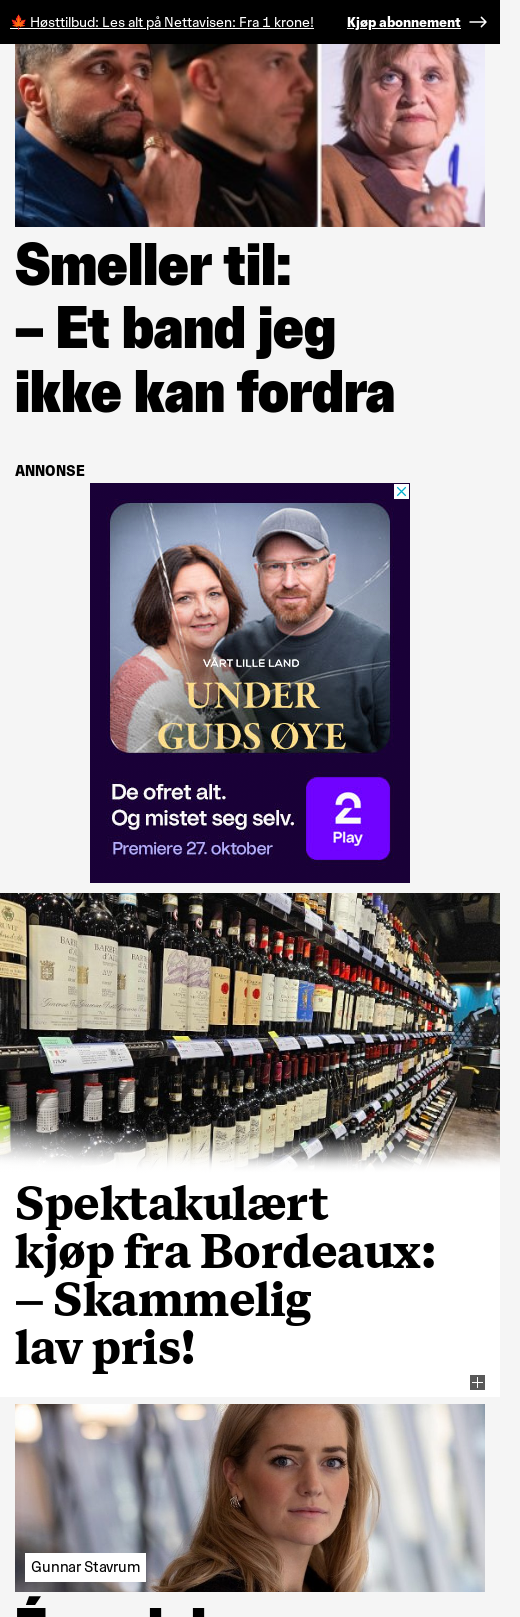 🍁 Høsttilbud: Les alt på Nettavisen: Fra 1 krone!
Kjøp abonnement →
Smeller til:
– Et band jeg
ikke kan fordra
ANNONSE
VÅRT LILLE LAND
UNDER
GUDS ØYE
De ofret alt.
Og mistet seg selv.
Premiere 27. oktober
2
Play
Spektakulært
kjøp fra Bordeaux:
– Skammelig
lav pris!
Gunnar Stavrum